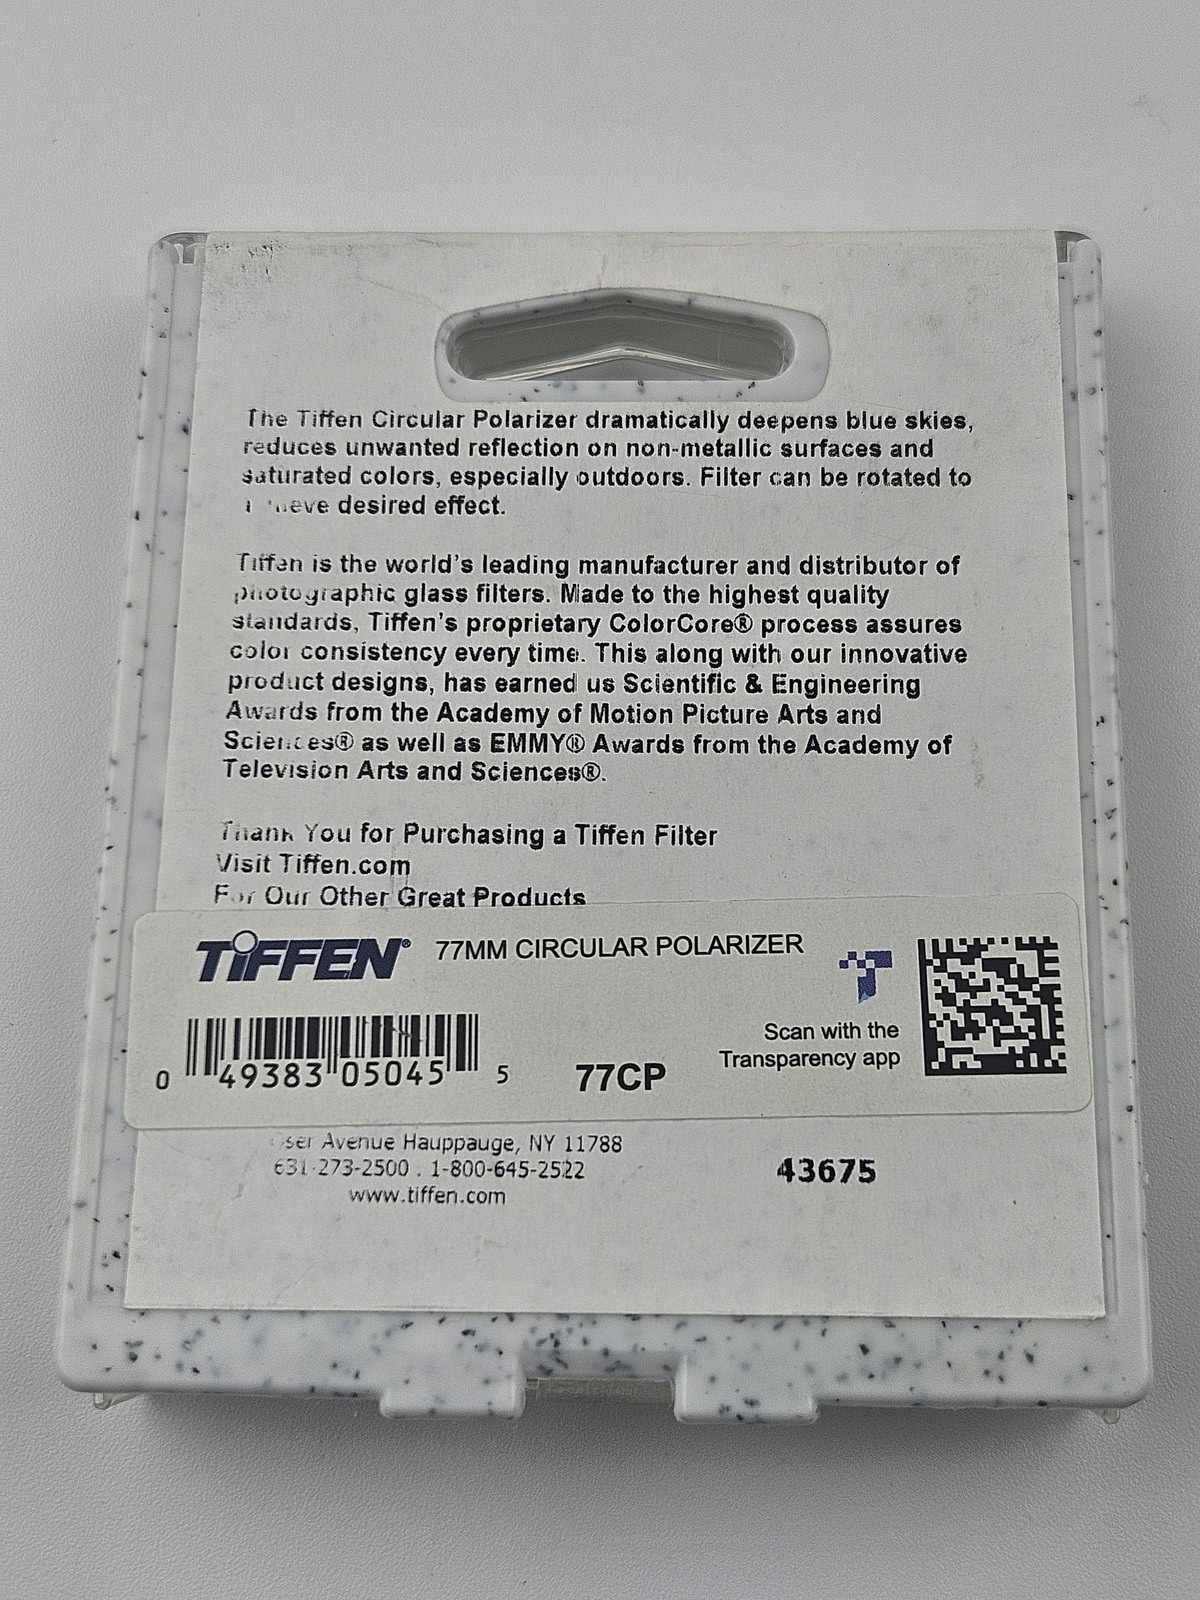 The Tiffen Circular Polarizer dramatically deepens blue skies,
reduces unwanted reflection on non-metallic surfaces and
saturated colors, especially outdoors. Filter can be rotated to
desired effect.
Tiffen is the world's leading manufacturer and distributor of
photographic glass filters. Made to the highest quality
standards, Tiffen's proprietary ColorCore® process assures
color consistency every time. This along with our innovative
product designs, has earned us Scientific & Engineering
Awards from the Academy of Motion Picture Arts and
Sciences® as well as EMMY® Awards from the Academy of
Television Arts and Sciences®.
Thank You for Purchasing a Tiffen Filter
Visit Tiffen.com
For Our Other Great Products
TIFFEN® 77MM CIRCULAR POLARIZER
Scan with the
Transparency app
0 49383 05045 5
77CP
Avenue Hauppauge, NY 11788
631-273-2500 . 1-800-645-2522
www.tiffen.com
43675